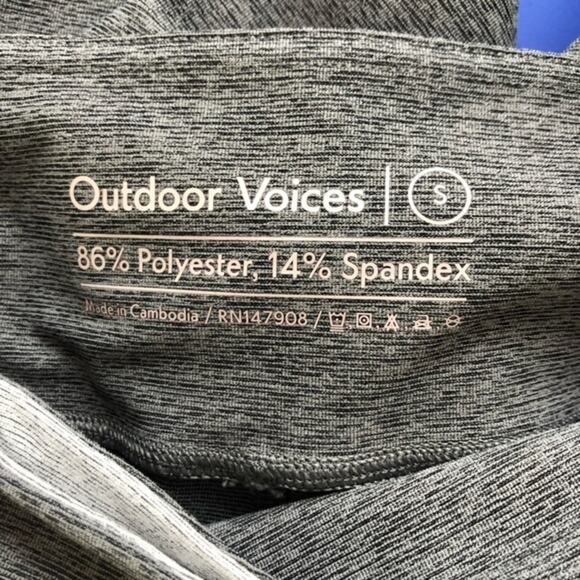 Outdoor Voices | S
86% Polyester, 14% Spandex
Made in Cambodia / RN147908 /